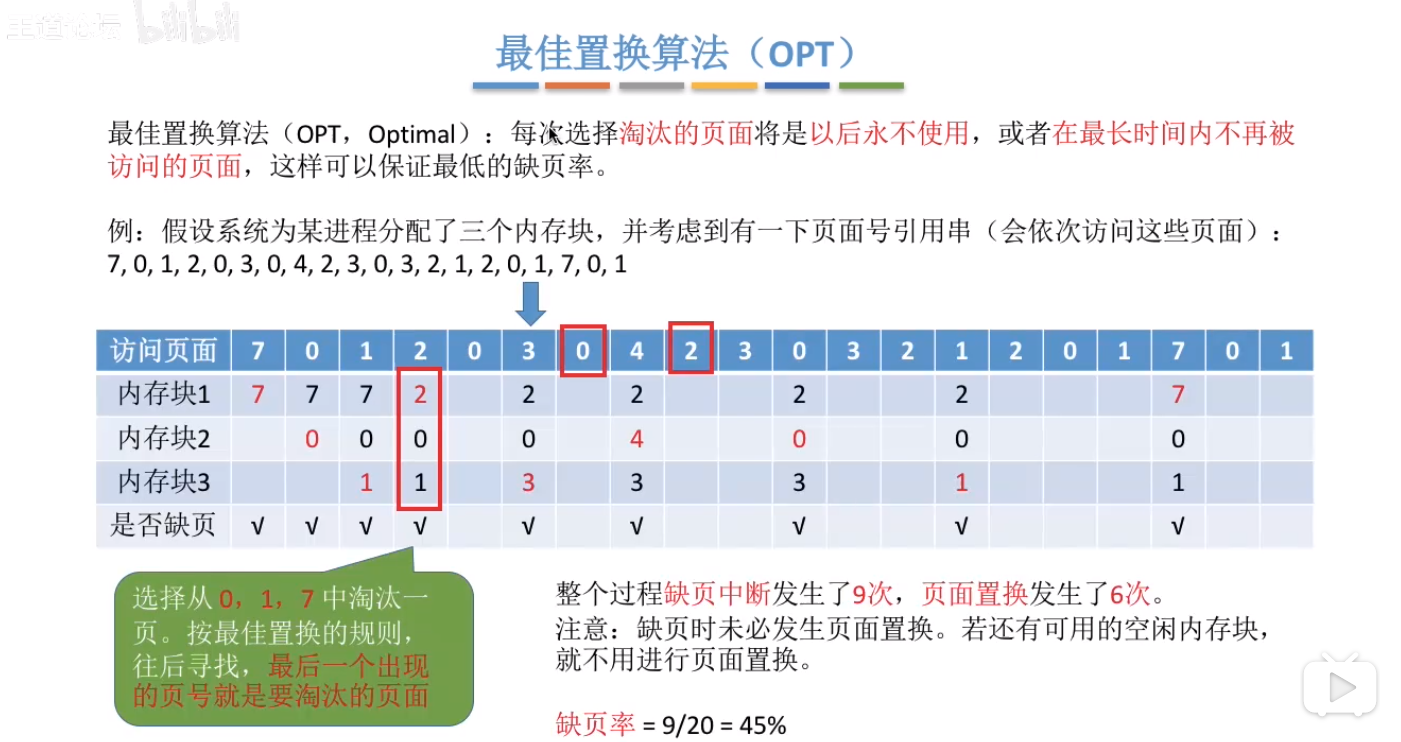 王道论坛 bilibili
最佳置换算法（OPT）
最佳置换算法（OPT，Optimal）：每次选择淘汰的页面将是以后永不使用，或者在最长时间内不再被
访问的页面，这样可以保证最低的缺页率。
例：假设系统为某进程分配了三个内存块，并考虑到有一下页面号引用串（会依次访问这些页面）：
7, 0, 1, 2, 0, 3, 0, 4, 2, 3, 0, 3, 2, 1, 2, 0, 1, 7, 0, 1
访问页面 7 0 1 2 0 3 0 4 2 3 0 3 2 1 2 0 1 7 0 1
内存块1 7 7 7 2 2 2 2 2 7
内存块2 0 0 0 0 4 0 0 0
内存块3 1 1 3 3 3 1 1
是否缺页 √ √ √ √ √ √ √ √ √
选择从 0，1，7 中淘汰一
页。按最佳置换的规则，
往后寻找，最后一个出现
的页号就是要淘汰的页面
整个过程缺页中断发生了9次，页面置换发生了6次。
注意：缺页时未必发生页面置换。若还有可用的空闲内存块，
就不用进行页面置换。
缺页率 = 9/20 = 45%